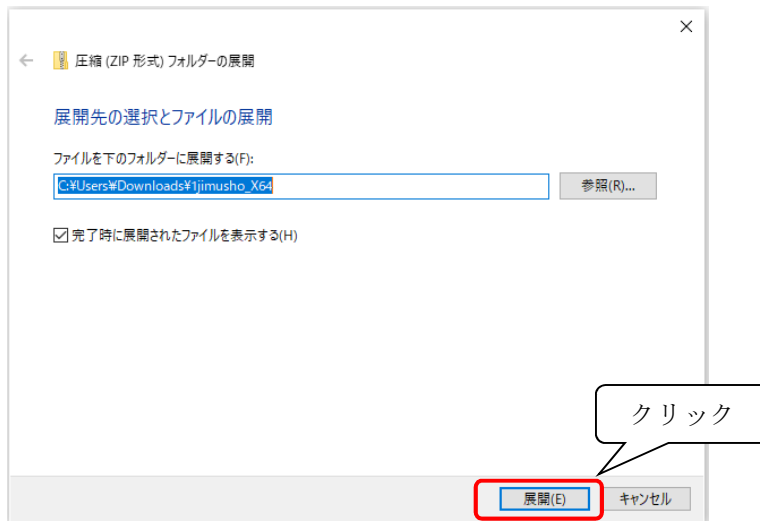 圧縮 (ZIP 形式) フォルダーの展開
展開先の選択とファイルの展開
ファイルを下のフォルダーに展開する(F):
C:¥Users¥Downloads¥1jimusho_X64
参照(R)...
完了時に展開されたファイルを表示する(H)
クリック
展開(E)
キャンセル